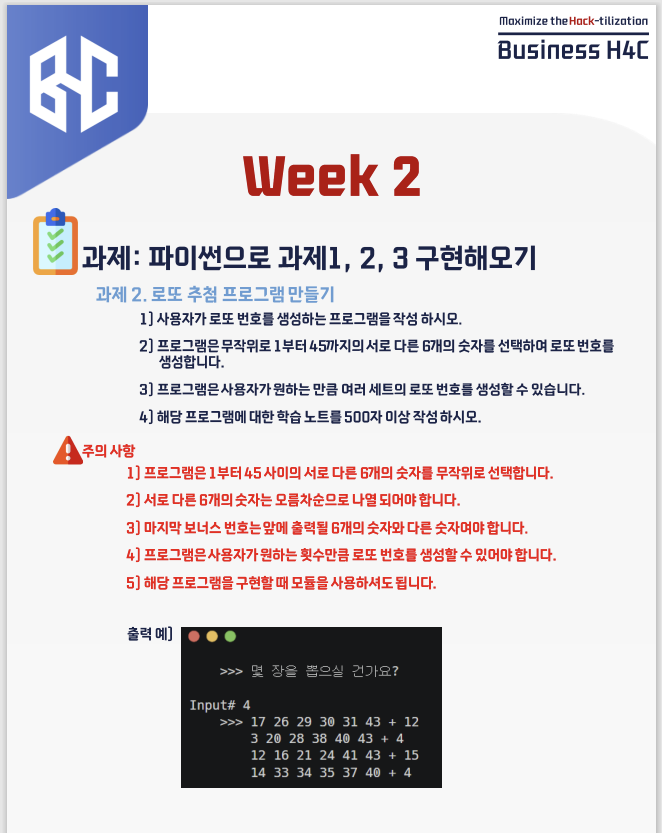 Maximize the Hack-tilization
Business H4C
Week 2
과제: 파이썬으로 과제1, 2, 3 구현해오기
과제 2. 로또 추첨 프로그램 만들기
1) 사용자가 로또 번호를 생성하는 프로그램을 작성 하시오.
2) 프로그램은 무작위로 1부터 45까지의 서로 다른 6개의 숫자를 선택하여 로또 번호를
생성합니다.
3) 프로그램은 사용자가 원하는 만큼 여러 세트의 로또 번호를 생성할 수 있습니다.
4) 해당 프로그램에 대한 학습 노트를 500자 이상 작성 하시오.
주의 사항
1) 프로그램은 1부터 45 사이의 서로 다른 6개의 숫자를 무작위로 선택합니다.
2) 서로 다른 6개의 숫자는 오름차순으로 나열 되어야 합니다.
3) 마지막 보너스 번호는 앞에 출력될 6개의 숫자와 다른 숫자여야 합니다.
4) 프로그램은 사용자가 원하는 횟수만큼 로또 번호를 생성할 수 있어야 합니다.
5) 해당 프로그램을 구현할 때 모듈을 사용하셔도 됩니다.
출력 예)
>>> 몇 장을 뽑으실 건가요?
Input# 4
>>> 17 26 29 30 31 43 + 12
3 20 28 38 40 43 + 4
12 16 21 24 41 43 + 15
14 33 34 35 37 40 + 4